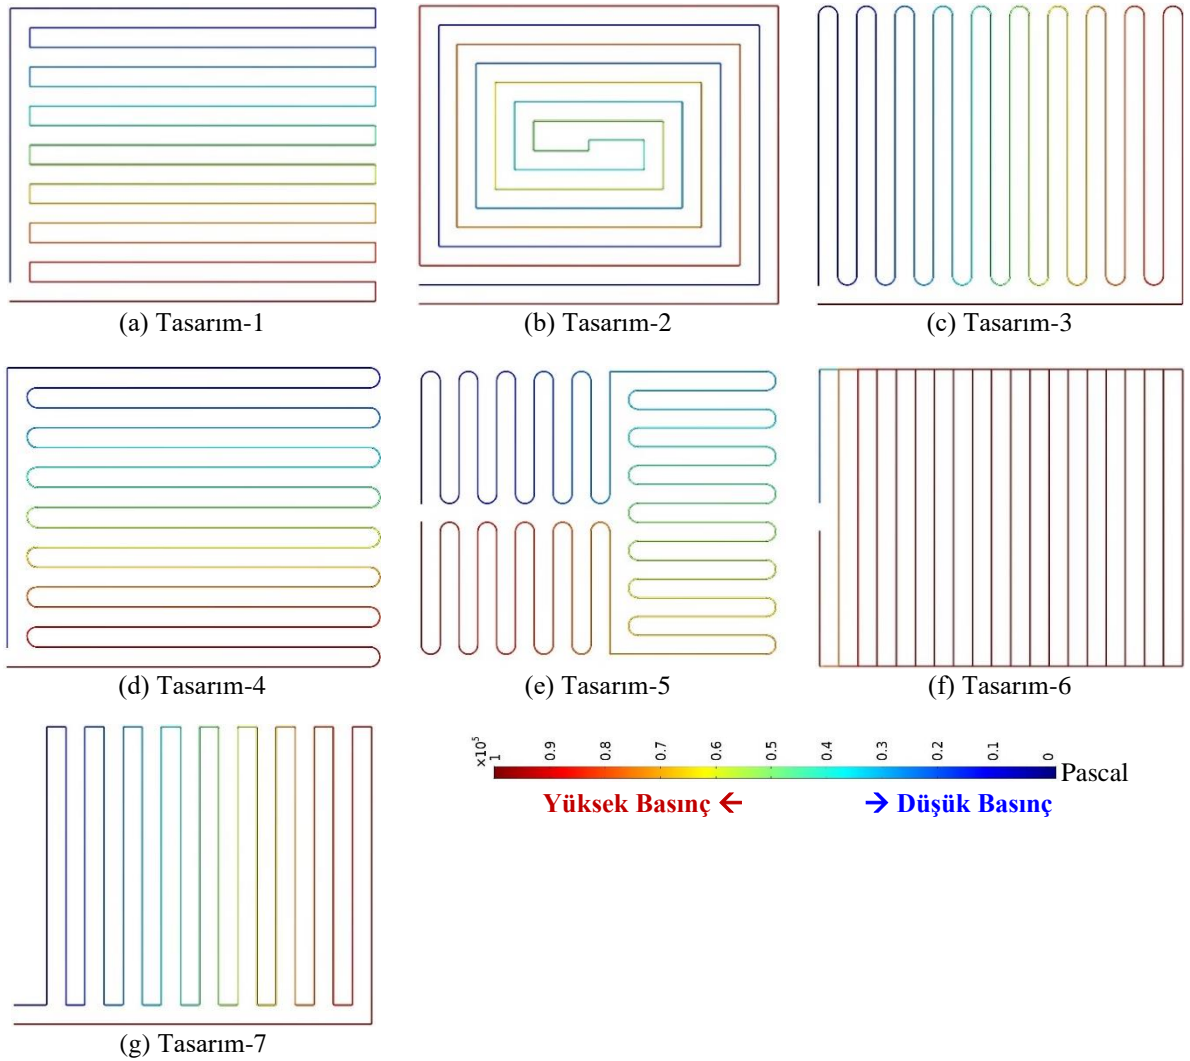 (a) Tasarım-1
(b) Tasarım-2
(c) Tasarım-3
(d) Tasarım-4
(e) Tasarım-5
(f) Tasarım-6
(g) Tasarım-7
×10⁵
1 0.9 0.8 0.7 0.6 0.5 0.4 0.3 0.2 0.1 0
Pascal
Yüksek Basınç ← → Düşük Basınç